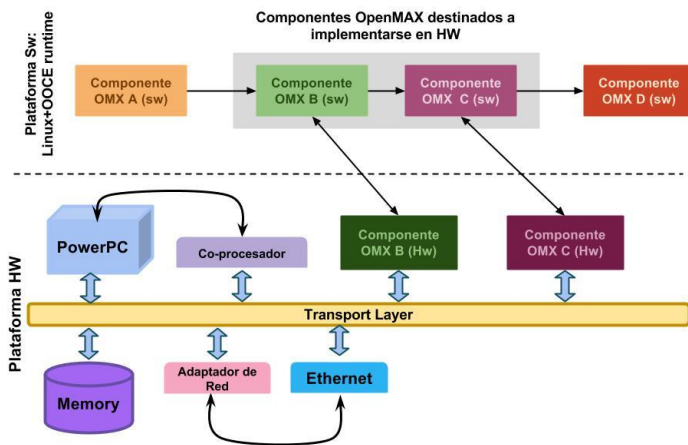 Componentes OpenMAX destinados a
implementarse en HW
Plataforma Sw:
Linux+OOCE runtime
Componente
OMX A (sw)
Componente
OMX B (sw)
Componente
OMX C (sw)
Componente
OMX D (sw)
Plataforma HW
PowerPC
Co-procesador
Componente
OMX B (Hw)
Componente
OMX C (Hw)
Transport Layer
Memory
Adaptador de
Red
Ethernet